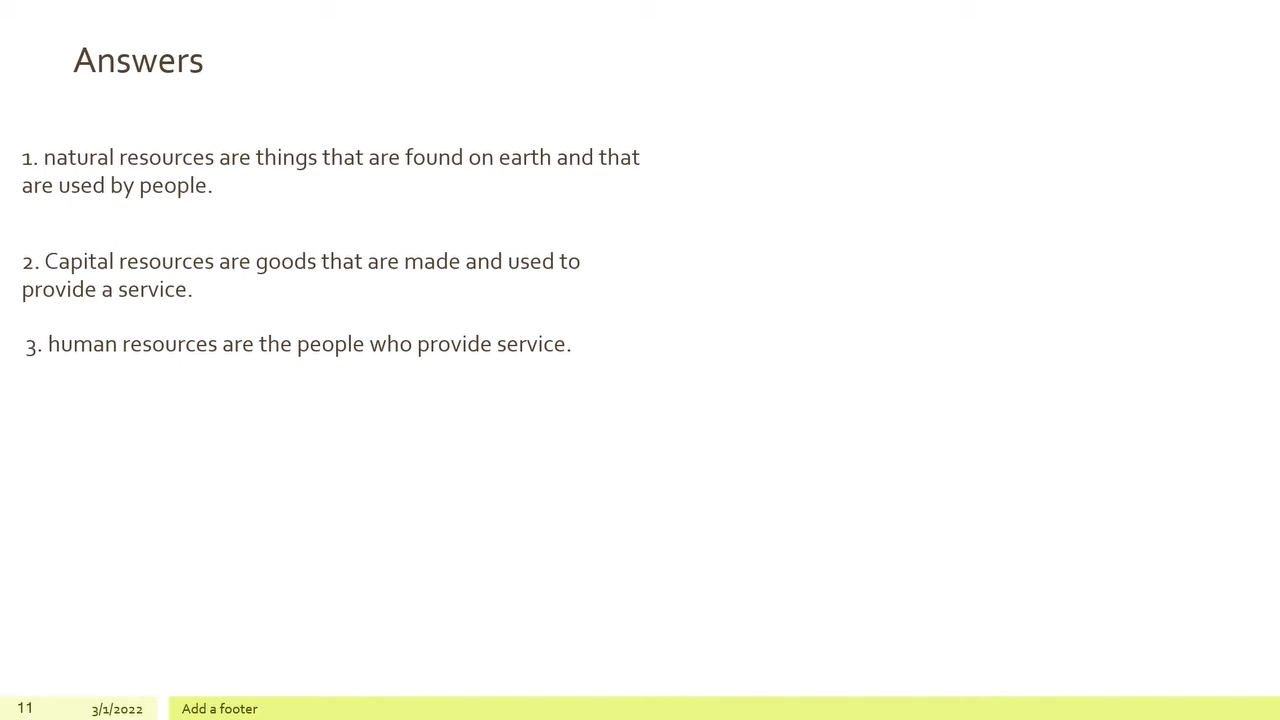 Answers
1. natural resources are things that are found on earth and that
are used by people.
2. Capital resources are goods that are made and used to
provide a service.
3. human resources are the people who provide service.
11 3/1/2022 Add a footer